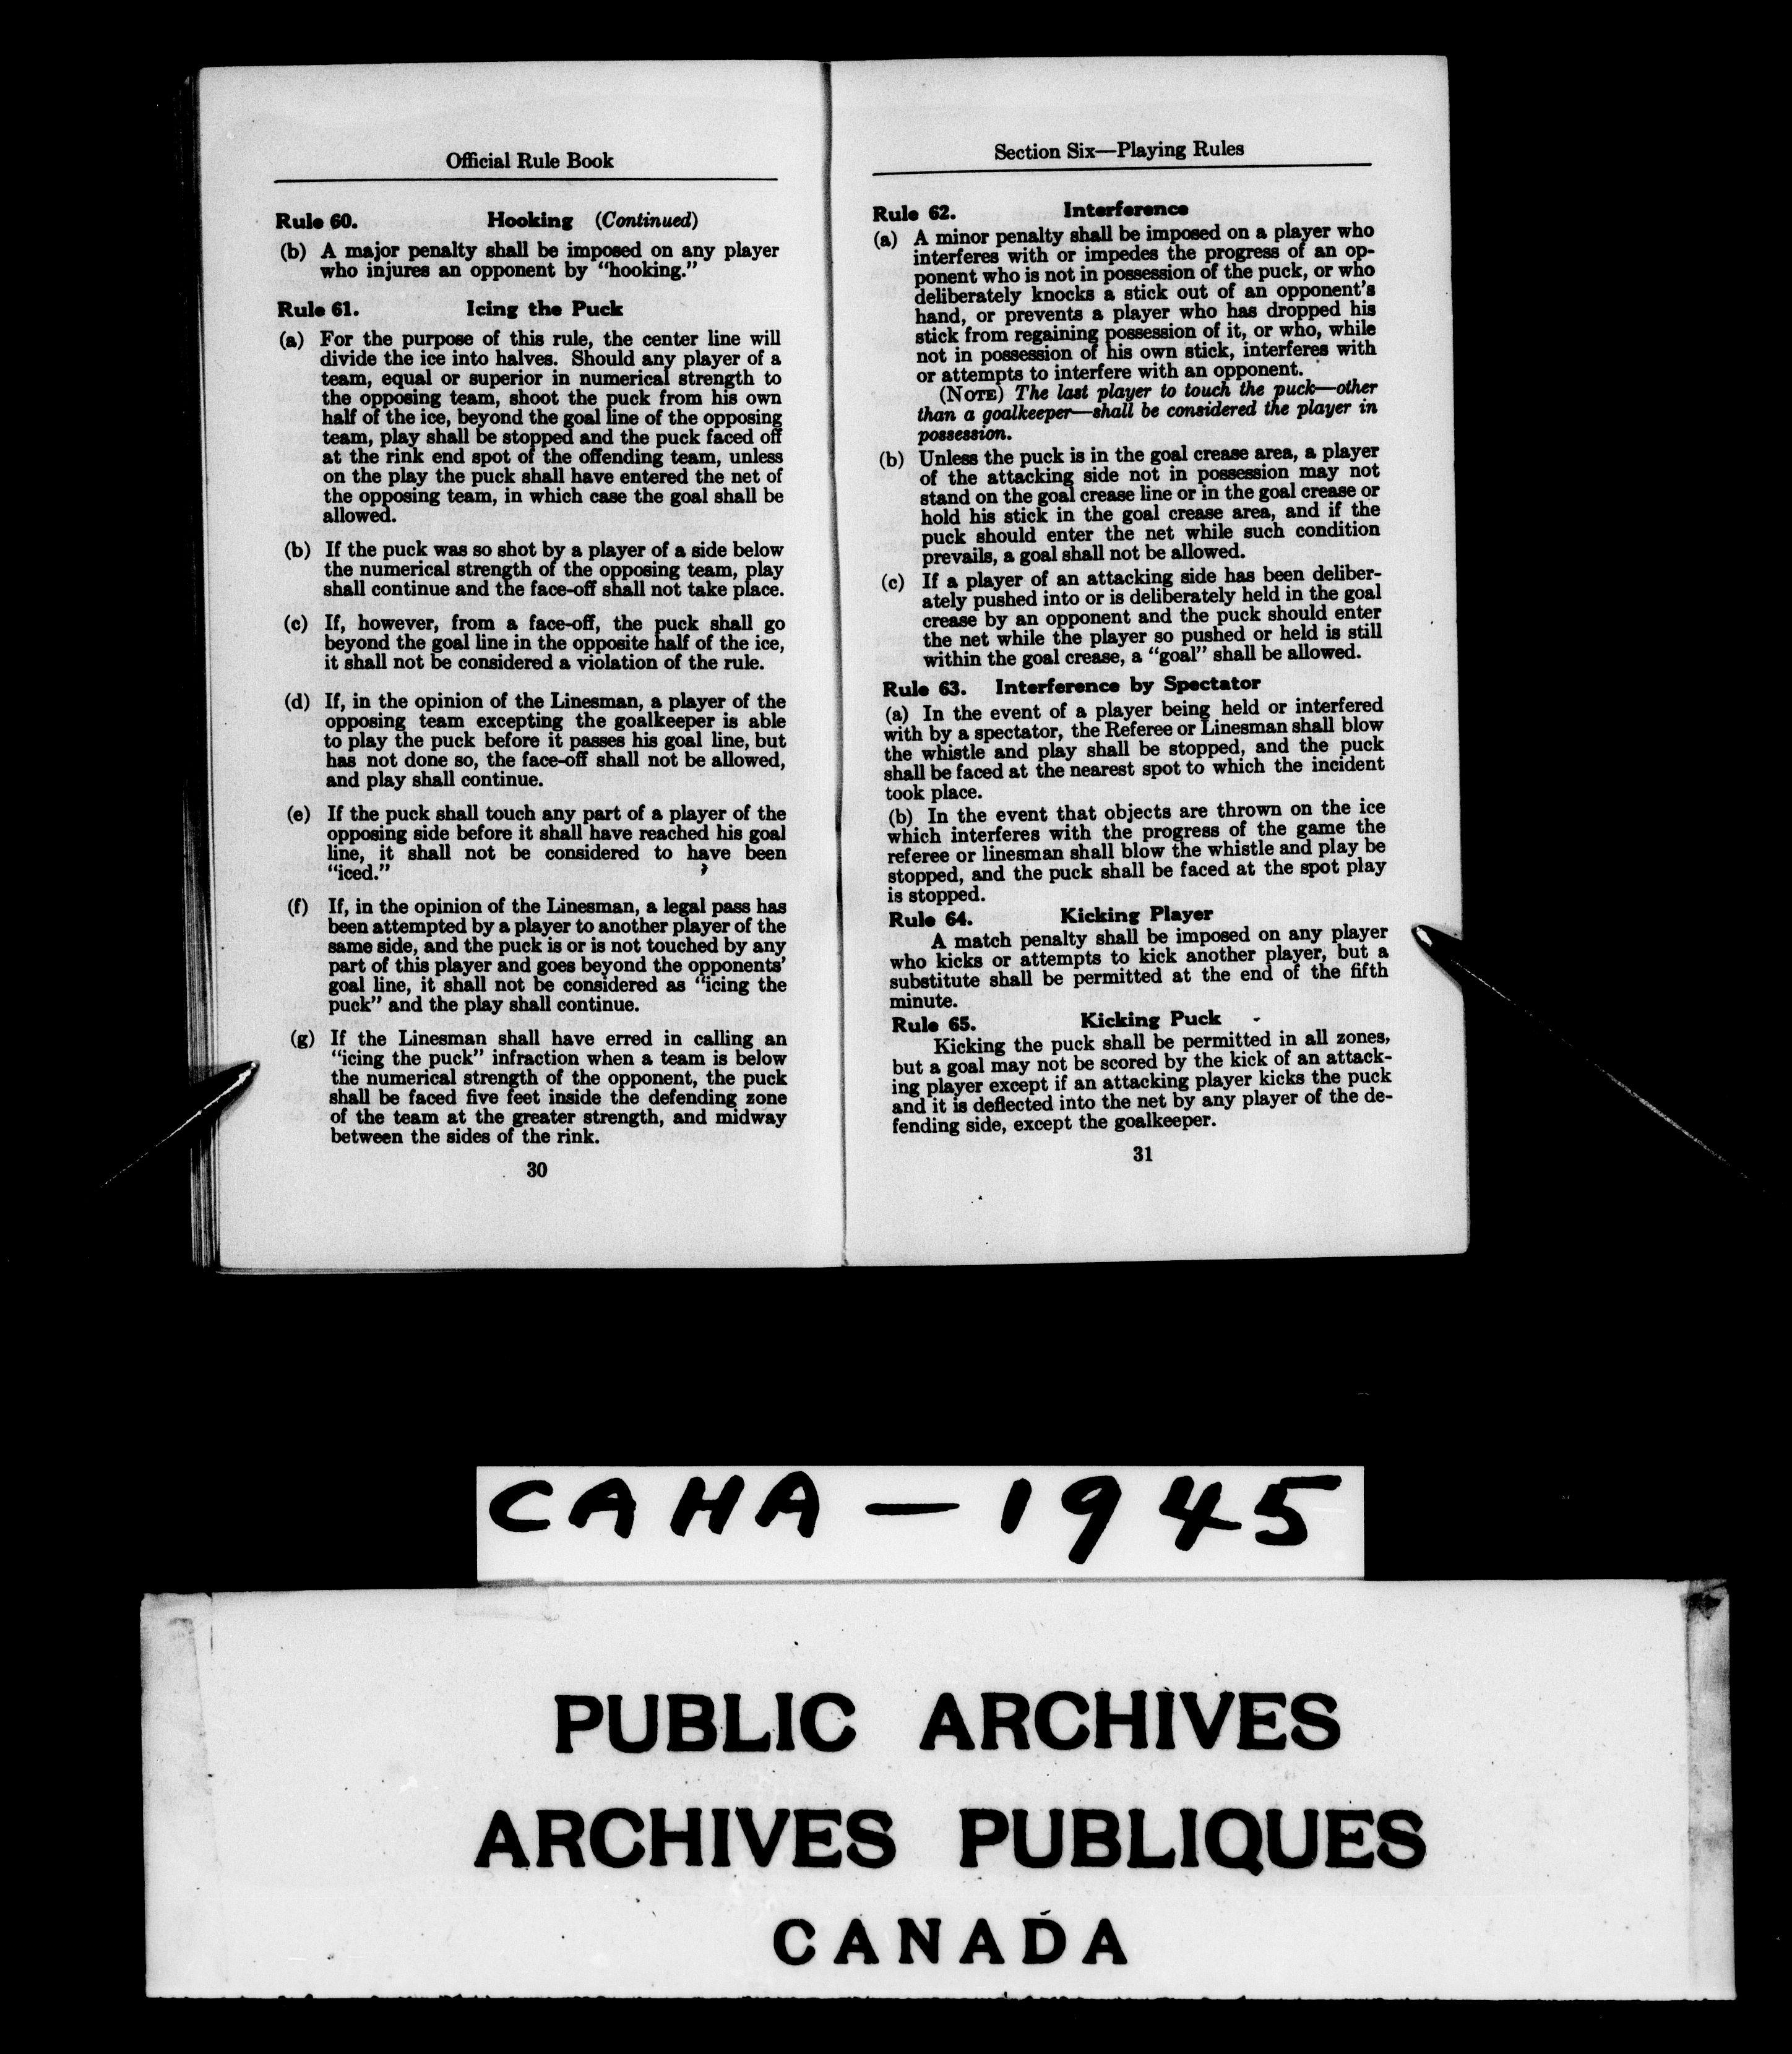 Official Rule Book
Rule 60. Hooking (Continued)
(b) A major penalty shall be imposed on any player
who injures an opponent by “hooking.”
Rule 61. Icing the Puck
(a) For the purpose of this rule, the center line will
divide the ice into halves. Should any player of a
team, equal or superior in numerical strength to
the opposing team, shoot the puck from his own
half of the ice, beyond the goal line of the opposing
team, play shall be stopped and the puck faced off
at the rink end spot of the offending team, unless
on the play the puck shall have entered the net of
the opposing team, in which case the goal shall be
allowed.
(b) If the puck was so shot by a player of a side below
the numerical strength of the opposing team, play
shall continue and the face-off shall not take place.
(c) If, however, from a face-off, the puck shall go
beyond the goal line in the opposite half of the ice,
it shall not be considered a violation of the rule.
(d) If, in the opinion of the Linesman, a player of the
opposing team excepting the goalkeeper is able
to play the puck before it passes his goal line, but
has not done so, the face-off shall not be allowed,
and play shall continue.
(e) If the puck shall touch any part of a player of the
opposing side before it shall have reached his goal
line, it shall not be considered to have been
“iced.”
(f) If, in the opinion of the Linesman, a legal pass has
been attempted by a player to another player of the
same side, and the puck is or is not touched by any
part of this player and goes beyond the opponents’
goal line, it shall not be considered as “icing the
puck” and the play shall continue.
(g) If the Linesman shall have erred in calling an
“icing the puck” infraction when a team is below
the numerical strength of the opponent, the puck
shall be faced five feet inside the defending zone
of the team at the greater strength, and midway
between the sides of the rink.
30
Section Six—Playing Rules
Rule 62. Interference
(a) A minor penalty shall be imposed on a player who
interferes with or impedes the progress of an op-
ponent who is not in possession of the puck, or who
deliberately knocks a stick out of an opponent’s
hand, or prevents a player who has dropped his
stick from regaining possession of it, or who, while
not in possession of his own stick, interferes with
or attempts to interfere with an opponent.
(NOTE) The last player to touch the puck—other
than a goalkeeper—shall be considered the player in
possession.
(b) Unless the puck is in the goal crease area, a player
of the attacking side not in possession may not
stand on the goal crease line or in the goal crease or
hold his stick in the goal crease area, and if the
puck should enter the net while such condition
prevails, a goal shall not be allowed.
(c) If a player of an attacking side has been deliber-
ately pushed into or is deliberately held in the goal
crease by an opponent and the puck should enter
the net while the player so pushed or held is still
within the goal crease, a “goal” shall be allowed.
Rule 63. Interference by Spectator
(a) In the event of a player being held or interfered
with by a spectator, the Referee or Linesman shall blow
the whistle and play shall be stopped, and the puck
shall be faced at the nearest spot to which the incident
took place.
(b) In the event that objects are thrown on the ice
which interferes with the progress of the game the
referee or linesman shall blow the whistle and play be
stopped, and the puck shall be faced at the spot play
is stopped.
Rule 64. Kicking Player
A match penalty shall be imposed on any player
who kicks or attempts to kick another player, but a
substitute shall be permitted at the end of the fifth
minute.
Rule 65. Kicking Puck
Kicking the puck shall be permitted in all zones,
but a goal may not be scored by the kick of an attack-
ing player except if an attacking player kicks the puck
and it is deflected into the net by any player of the de-
fending side, except the goalkeeper.
31
CAHA — 1945
PUBLIC ARCHIVES
ARCHIVES PUBLIQUES
CANADA